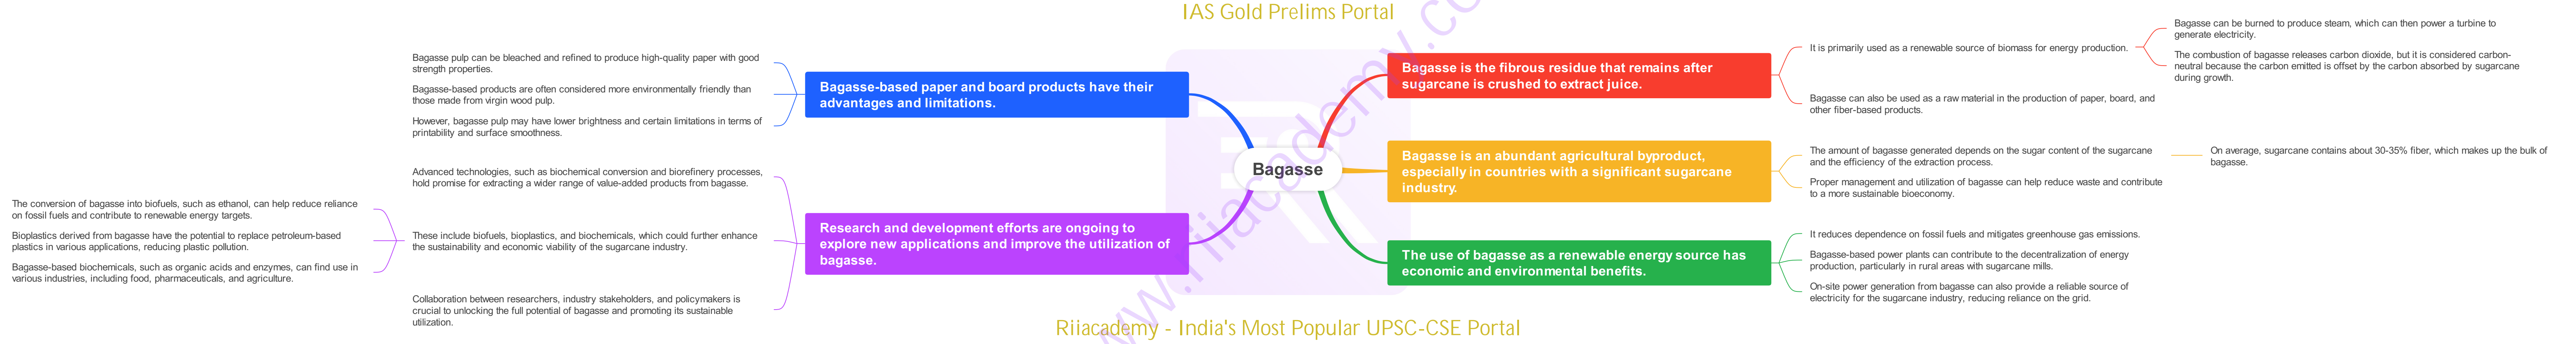 IAS Gold Prelims Portal
Bagasse
Bagasse is the fibrous residue that remains after
sugarcane is crushed to extract juice.
It is primarily used as a renewable source of biomass for energy production.
Bagasse can be burned to produce steam, which can then power a turbine to
generate electricity.
The combustion of bagasse releases carbon dioxide, but it is considered carbon-
neutral because the carbon emitted is offset by the carbon absorbed by sugarcane
during growth.
Bagasse can also be used as a raw material in the production of paper, board, and
other fiber-based products.
Bagasse is an abundant agricultural byproduct,
especially in countries with a significant sugarcane
industry.
The amount of bagasse generated depends on the sugar content of the sugarcane
and the efficiency of the extraction process.
On average, sugarcane contains about 30-35% fiber, which makes up the bulk of
bagasse.
Proper management and utilization of bagasse can help reduce waste and contribute
to a more sustainable bioeconomy.
The use of bagasse as a renewable energy source has
economic and environmental benefits.
It reduces dependence on fossil fuels and mitigates greenhouse gas emissions.
Bagasse-based power plants can contribute to the decentralization of energy
production, particularly in rural areas with sugarcane mills.
On-site power generation from bagasse can also provide a reliable source of
electricity for the sugarcane industry, reducing reliance on the grid.
Bagasse-based paper and board products have their
advantages and limitations.
Bagasse pulp can be bleached and refined to produce high-quality paper with good
strength properties.
Bagasse-based products are often considered more environmentally friendly than
those made from virgin wood pulp.
However, bagasse pulp may have lower brightness and certain limitations in terms of
printability and surface smoothness.
Research and development efforts are ongoing to
explore new applications and improve the utilization of
bagasse.
Advanced technologies, such as biochemical conversion and biorefinery processes,
hold promise for extracting a wider range of value-added products from bagasse.
These include biofuels, bioplastics, and biochemicals, which could further enhance
the sustainability and economic viability of the sugarcane industry.
The conversion of bagasse into biofuels, such as ethanol, can help reduce reliance
on fossil fuels and contribute to renewable energy targets.
Bioplastics derived from bagasse have the potential to replace petroleum-based
plastics in various applications, reducing plastic pollution.
Bagasse-based biochemicals, such as organic acids and enzymes, can find use in
various industries, including food, pharmaceuticals, and agriculture.
Collaboration between researchers, industry stakeholders, and policymakers is
crucial to unlocking the full potential of bagasse and promoting its sustainable
utilization.
www.riiacademy.co
Riiacademy - India's Most Popular UPSC-CSE Portal